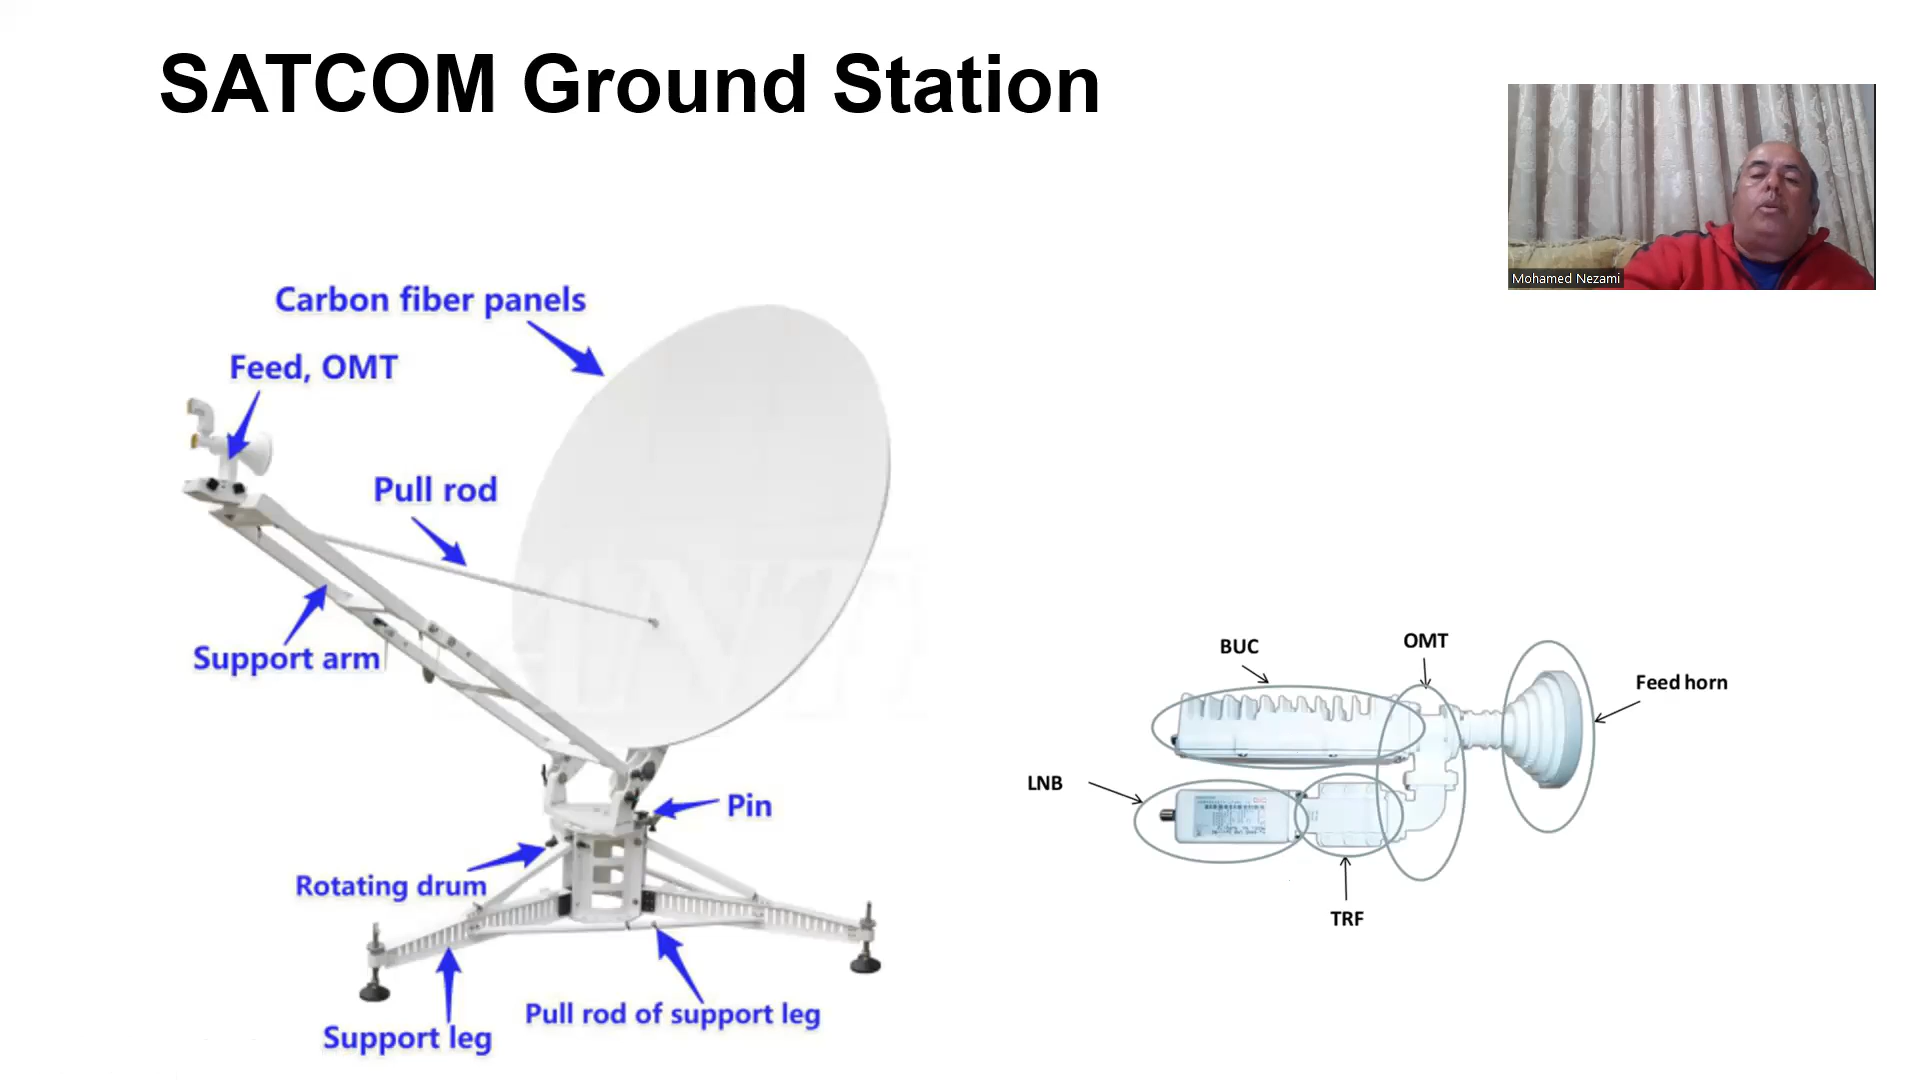 SATCOM Ground Station
Mohamed Nezami
Carbon fiber panels
Feed, OMT
Pull rod
Support arm
Pin
Rotating drum
Pull rod of support leg
Support leg
BUC
OMT
Feed horn
LNB
TRF